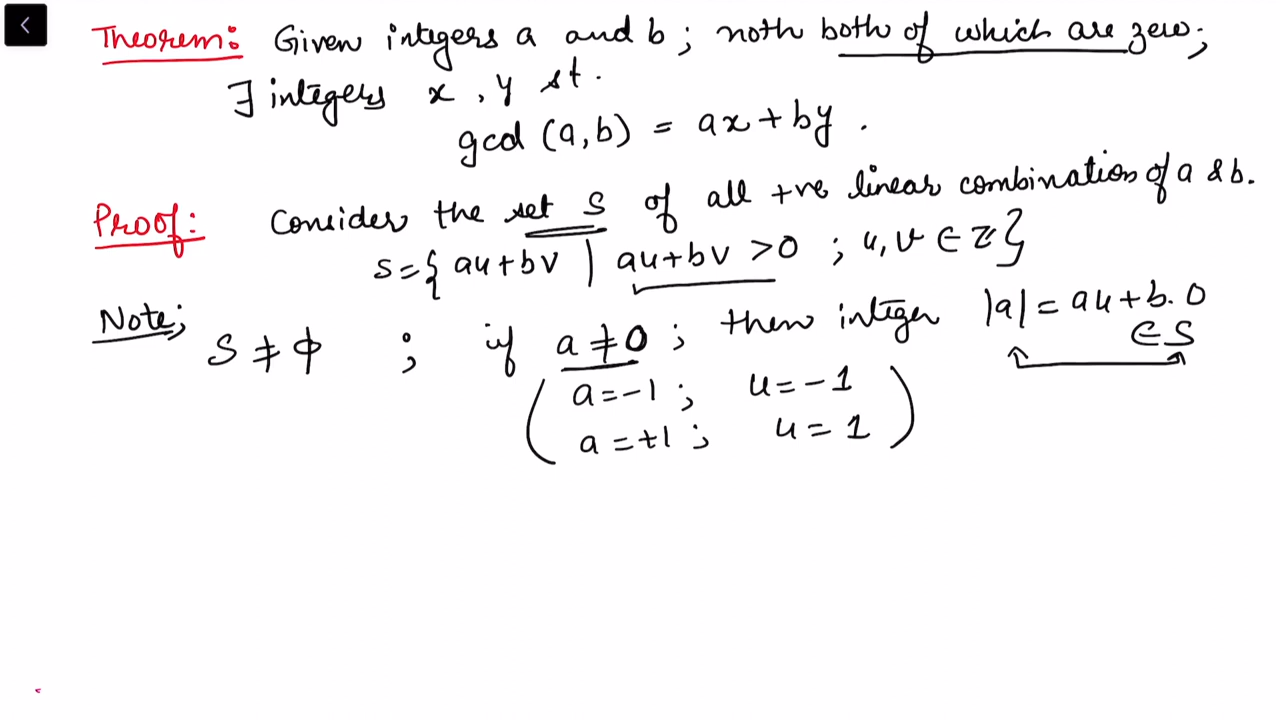 Theorem: Given integers a and b ; noth both of which are zero;
∃ integers x , y st.
gcd (a,b) = ax + by .
Proof: Consider the set S of all +ve linear combination of a & b.
S = { au + bv | au + bv > 0 ; u, v ∈ Z }
Note; S ≠ ϕ ; if a ≠ 0 ; then integer |a| = au + b. 0
∈ S
( a = -1 ; u = -1
a = +1 ; u = 1 )